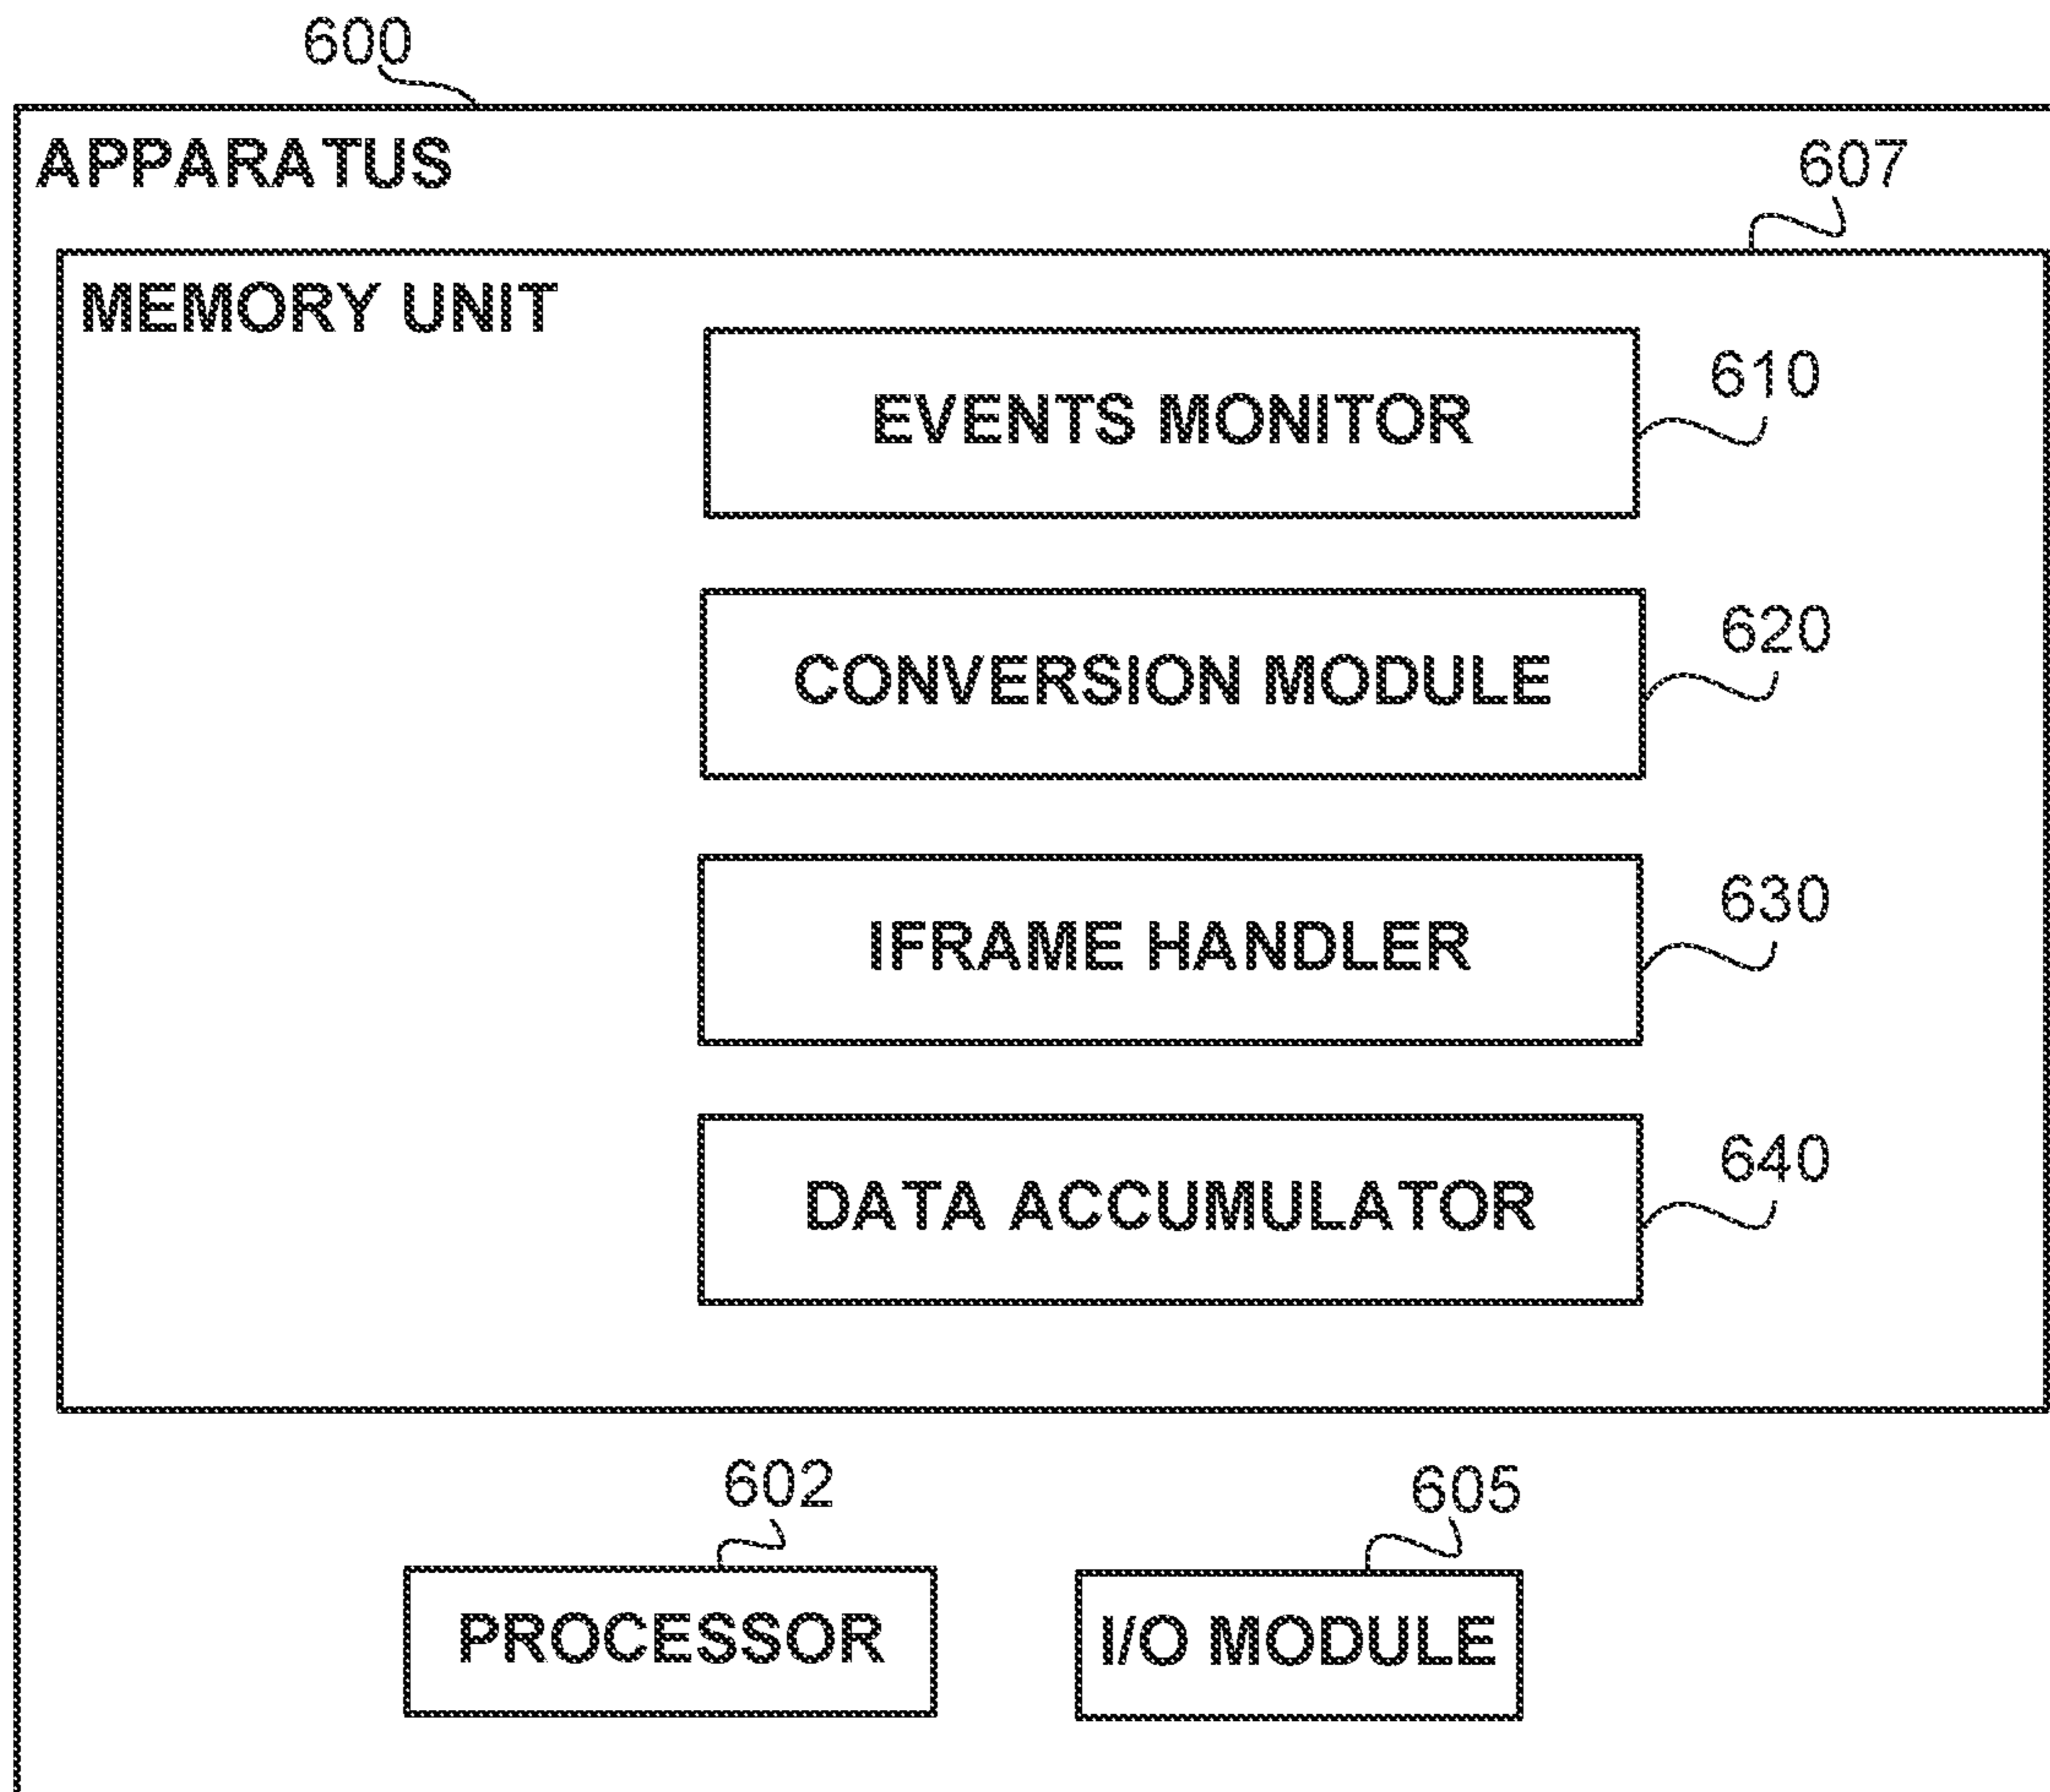 600
APPARATUS
607
MEMORY UNIT
EVENTS MONITOR
610
CONVERSION MODULE
620
IFRAME HANDLER
630
DATA ACCUMULATOR
640
602
605
PROCESSOR
I/O MODULE